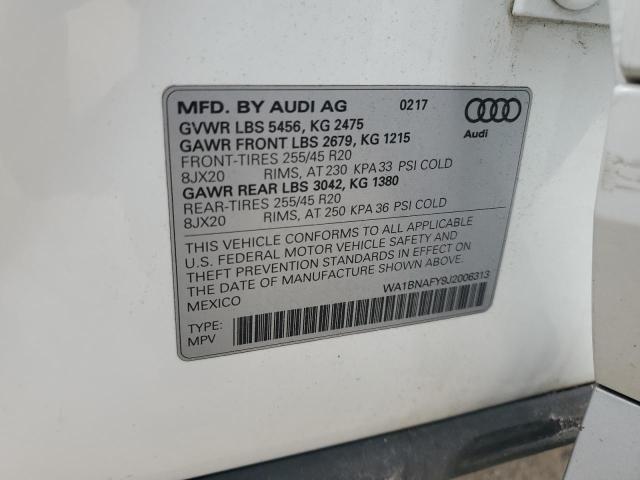 MFD. BY AUDI AG 0217
Audi
GVWR LBS 5456, KG 2475
GAWR FRONT LBS 2679, KG 1215
FRONT-TIRES 255/45 R20
8JX20 RIMS, AT 230 KPA 33 PSI COLD
GAWR REAR LBS 3042, KG 1380
REAR-TIRES 255/45 R20
8JX20 RIMS, AT 250 KPA 36 PSI COLD
THIS VEHICLE CONFORMS TO ALL APPLICABLE
U.S. FEDERAL MOTOR VEHICLE SAFETY AND
THEFT PREVENTION STANDARDS IN EFFECT ON
THE DATE OF MANUFACTURE SHOWN ABOVE.
MEXICO
WA1BNAFY9J2006313
TYPE:
MPV